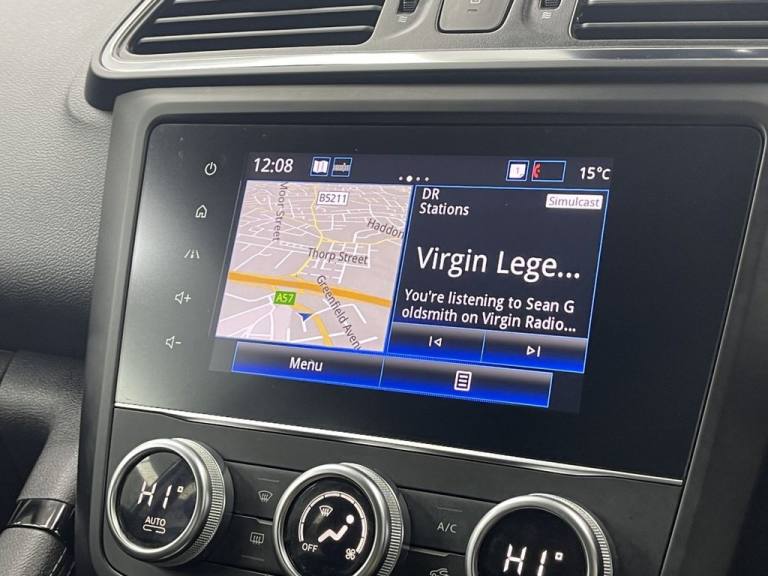 12:08
15°c
Moor Street
B5211
Haddon
Thorp Street
A57
Greenfield Aven
DR
Stations
Simulcast
Virgin Lege...
You're listening to Sean G
oldsmith on Virgin Radio...
Menu
HI°
AUTO
OFF
A/C
HI°